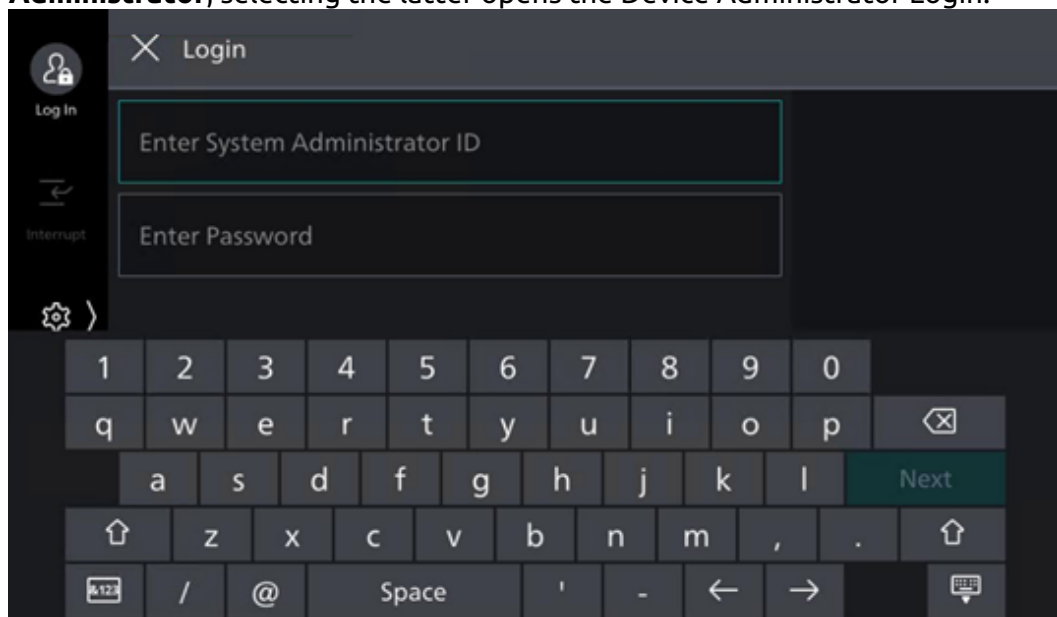 Administrator, selecting the latter opens the Device Administrator Login.
Login
Log In
Enter System Administrator ID
Interrupt
Enter Password
1 2 3 4 5 6 7 8 9 0
q w e r t y u i o p
a s d f g h j k l Next
z x c v b n m , .
&123 / @ Space ' -